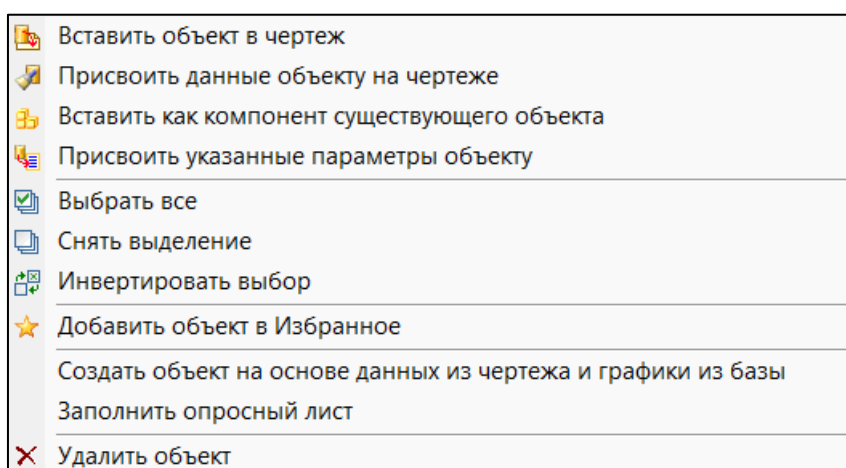 Вставить объект в чертеж
Присвоить данные объекту на чертеже
Вставить как компонент существующего объекта
Присвоить указанные параметры объекту
Выбрать все
Снять выделение
Инвертировать выбор
Добавить объект в Избранное
Создать объект на основе данных из чертежа и графики из базы
Заполнить опросный лист
Удалить объект